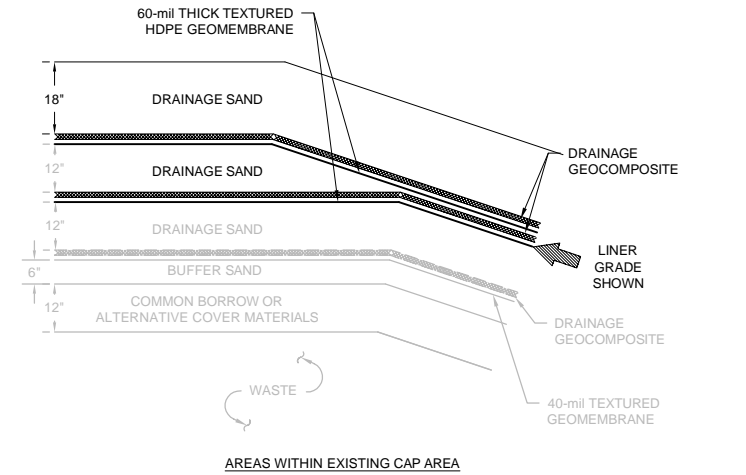 60-mil THICK TEXTURED
HDPE GEOMEMBRANE
18"
DRAINAGE SAND
12"
DRAINAGE SAND
DRAINAGE
GEOCOMPOSITE
12"
DRAINAGE SAND
LINER
GRADE
SHOWN
6"
BUFFER SAND
12"
COMMON BORROW OR
ALTERNATIVE COVER MATERIALS
DRAINAGE
GEOCOMPOSITE
WASTE
40-mil TEXTURED
GEOMEMBRANE
AREAS WITHIN EXISTING CAP AREA